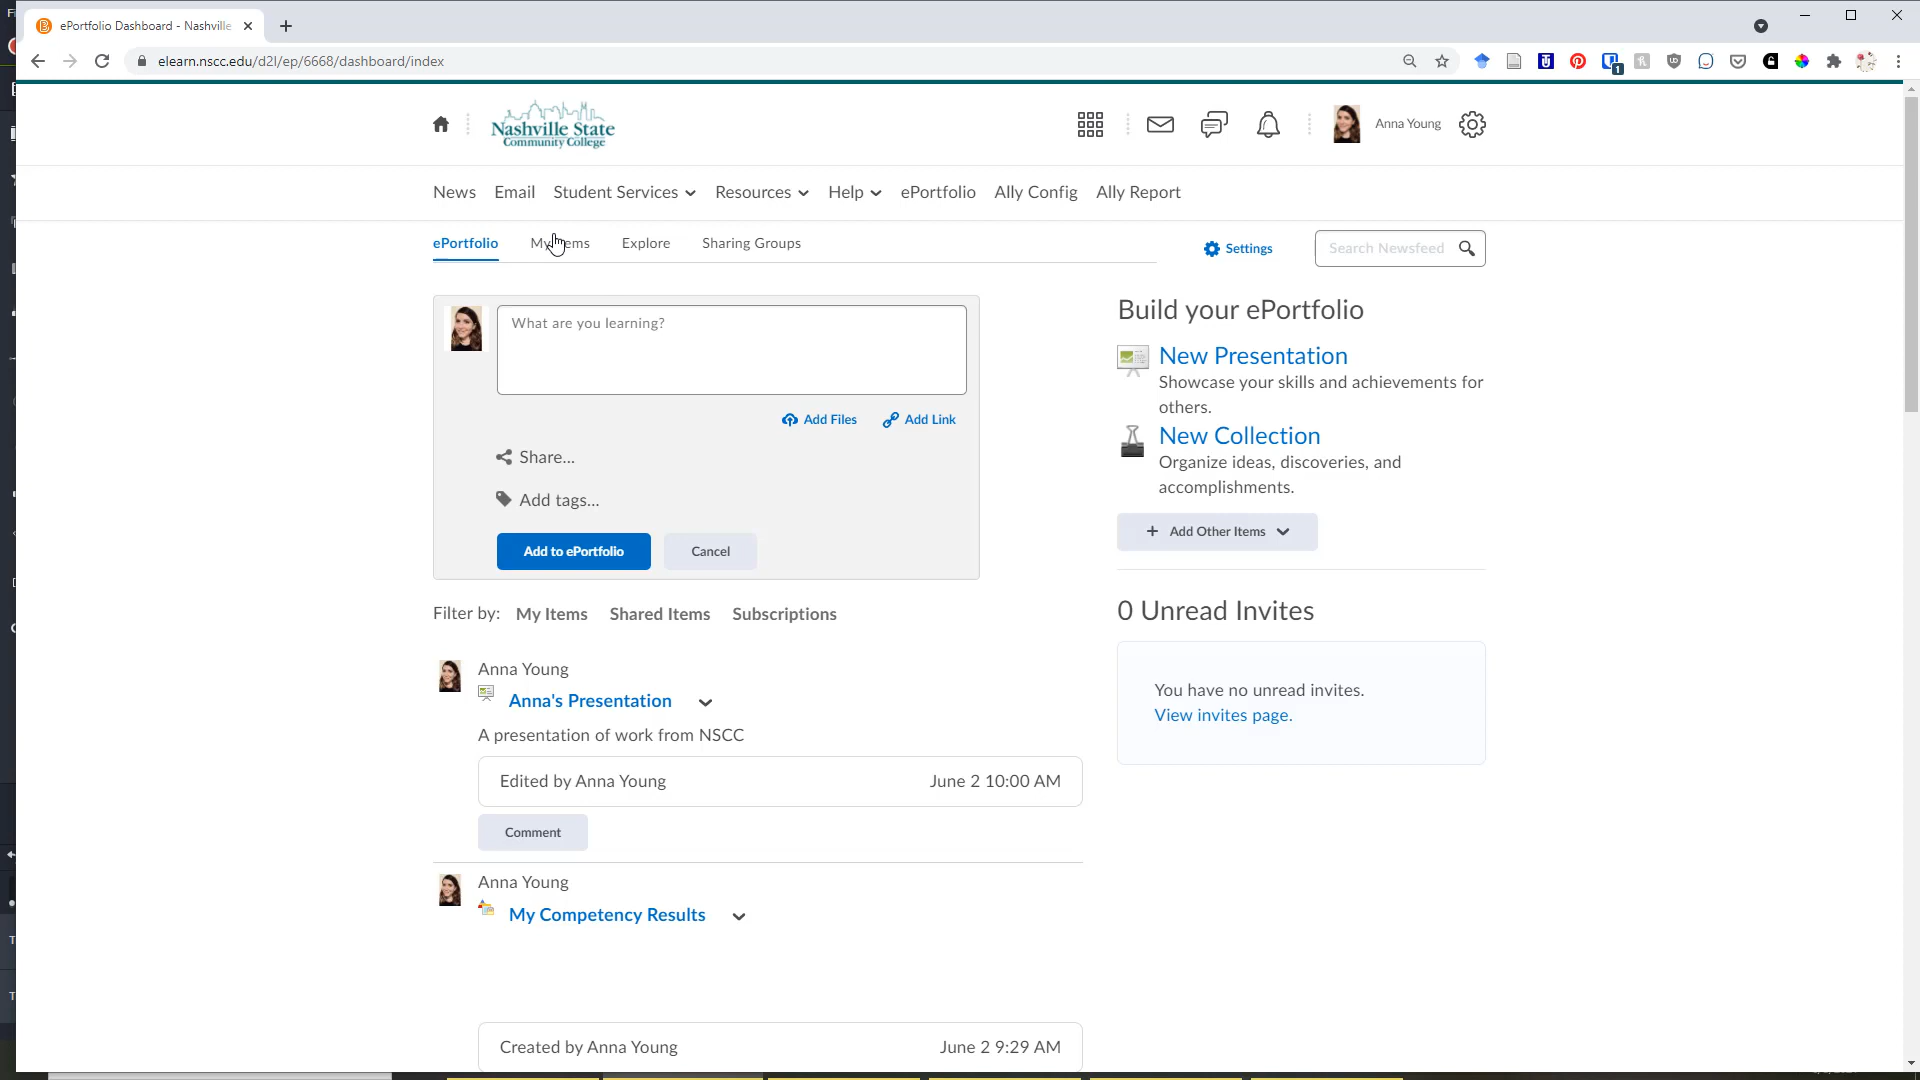 ePortfolio Dashboard - Nashville
elearn.nscc.edu/d2l/ep/6668/dashboard/index
1
Nashville State
Community College
Anna Young
News Email Student Services Resources Help ePortfolio Ally Config Ally Report
ePortfolio My Items Explore Sharing Groups
Settings
Search Newsfeed
What are you learning?
Add Files Add Link
Share...
Add tags...
Add to ePortfolio Cancel
Build your ePortfolio
New Presentation
Showcase your skills and achievements for
others.
New Collection
Organize ideas, discoveries, and
accomplishments.
+ Add Other Items
0 Unread Invites
You have no unread invites.
View invites page.
Filter by: My Items Shared Items Subscriptions
Anna Young
Anna's Presentation
A presentation of work from NSCC
Edited by Anna Young June 2 10:00 AM
Comment
Anna Young
My Competency Results
Created by Anna Young June 2 9:29 AM